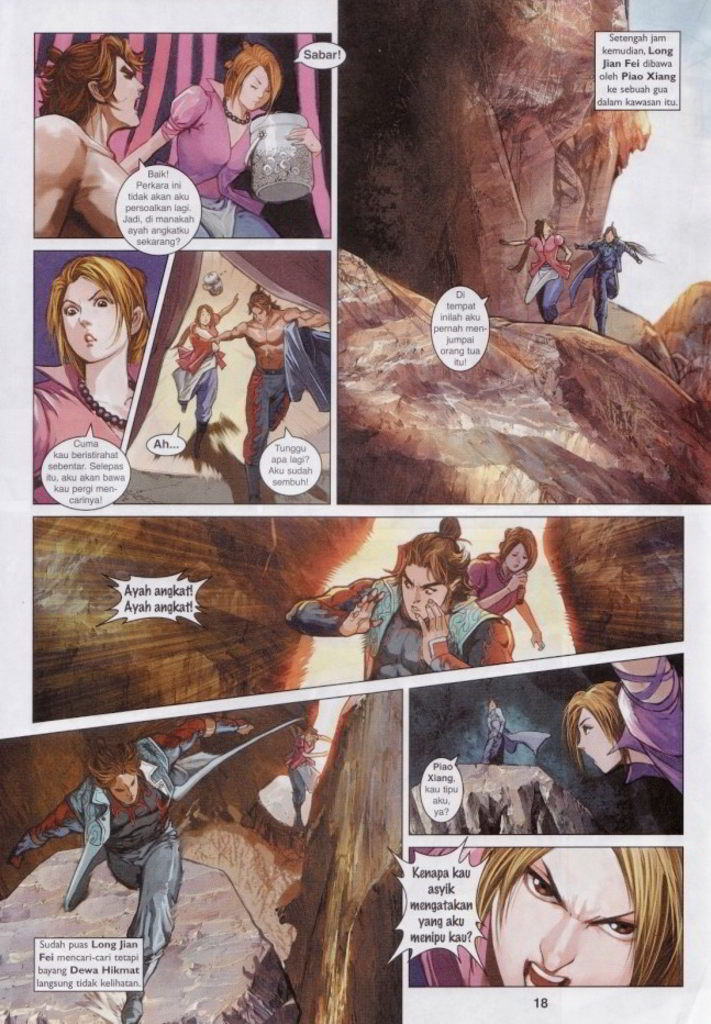 Sabar!
Baik!
Perkara ini
tidak akan aku
persoalkan lagi.
Jadi, di manakah
ayah angkatku
sekarang?
Setengah jam
kemudian, Long
Jian Fei dibawa
oleh Piao Xiang
ke sebuah gua
dalam kawasan itu.
Di
tempat
inilah aku
pernah men-
jumpai
orang tua
itu!
Cuma
kau beristirahat
sebentar. Selepas
itu, aku akan bawa
kau pergi men-
carinya!
Ah...
Tunggu
apa lagi?
Aku sudah
sembuh!
Ayah angkat!
Ayah angkat!
Piao
Xiang,
kau tipu
aku,
ya?
Sudah puas Long Jian
Fei mencari-cari tetapi
bayang Dewa Hikmat
langsung tidak kelihatan.
Kenapa kau
asyik
mengatakan
yang aku
menipu kau?
18